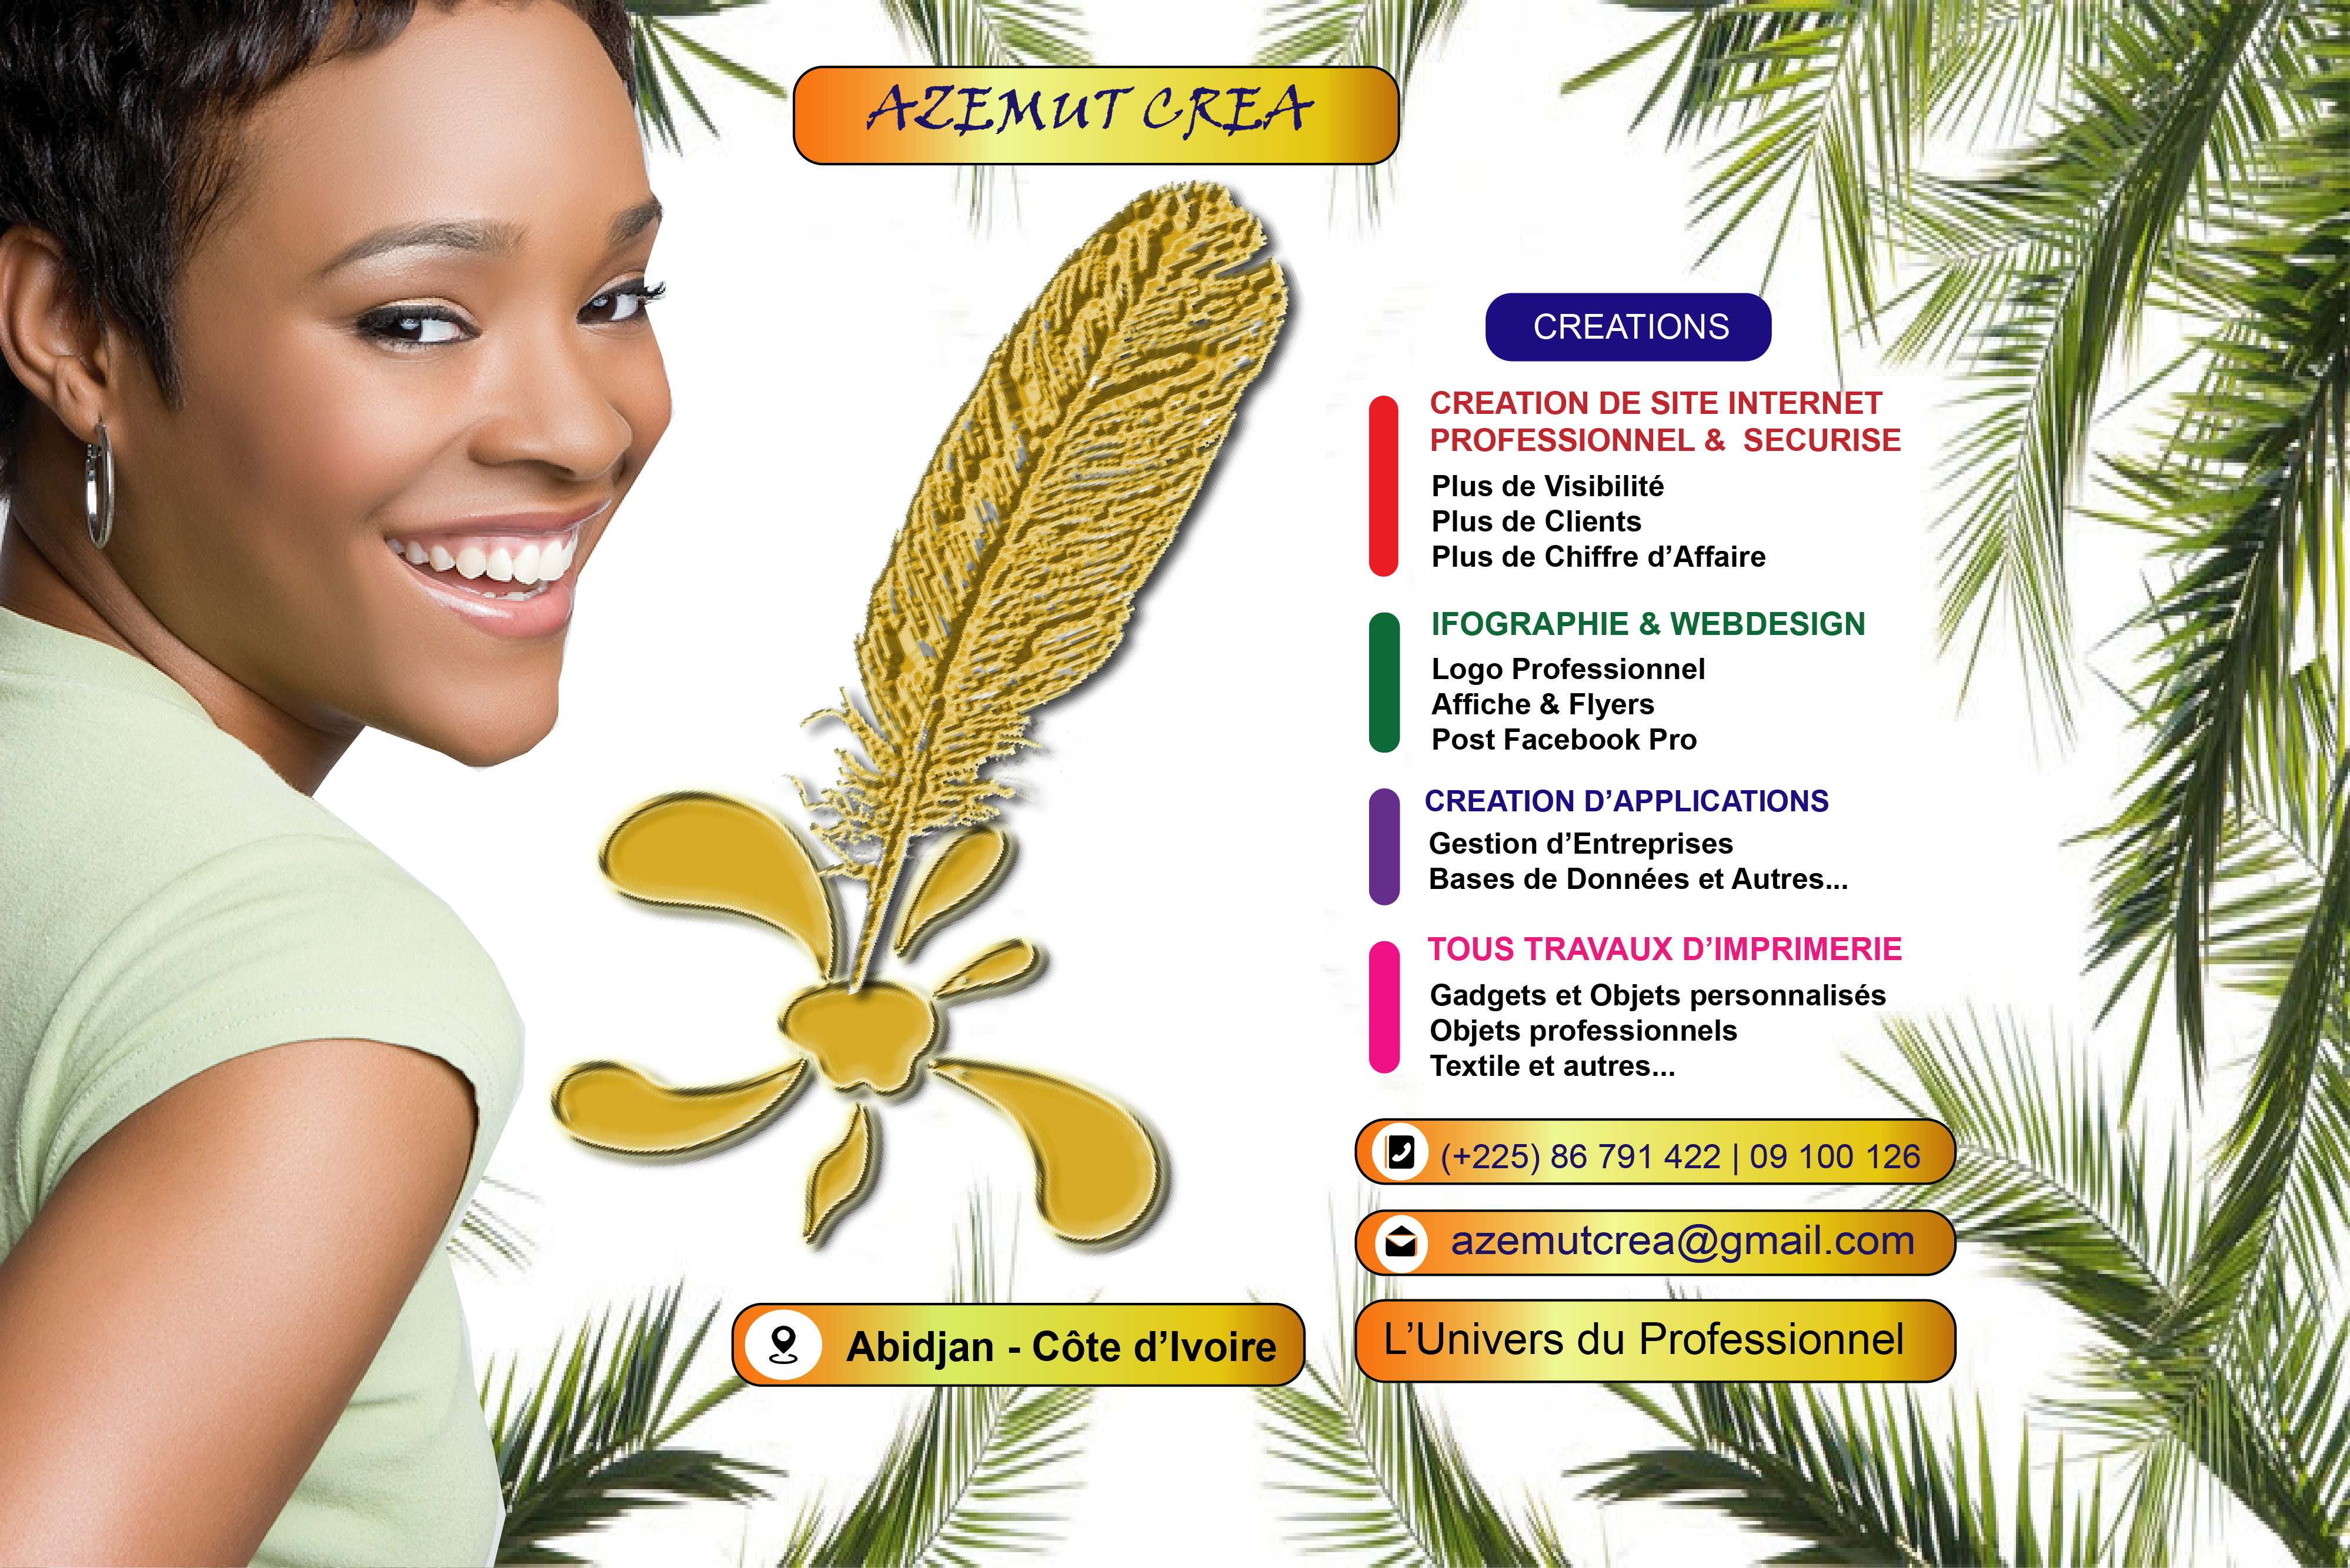 AZEMUT CREA
CREATIONS
CREATION DE SITE INTERNET
PROFESSIONNEL & SECURISE
Plus de Visibilité
Plus de Clients
Plus de Chiffre d’Affaire
IFOGRAPHIE & WEBDESIGN
Logo Professionnel
Affiche & Flyers
Post Facebook Pro
CREATION D’APPLICATIONS
Gestion d’Entreprises
Bases de Données et Autres...
TOUS TRAVAUX D’IMPRIMERIE
Gadgets et Objets personnalisés
Objets professionnels
Textile et autres...
(+225) 86 791 422 | 09 100 126
azemutcrea@gmail.com
L’Univers du Professionnel
Abidjan - Côte d’Ivoire